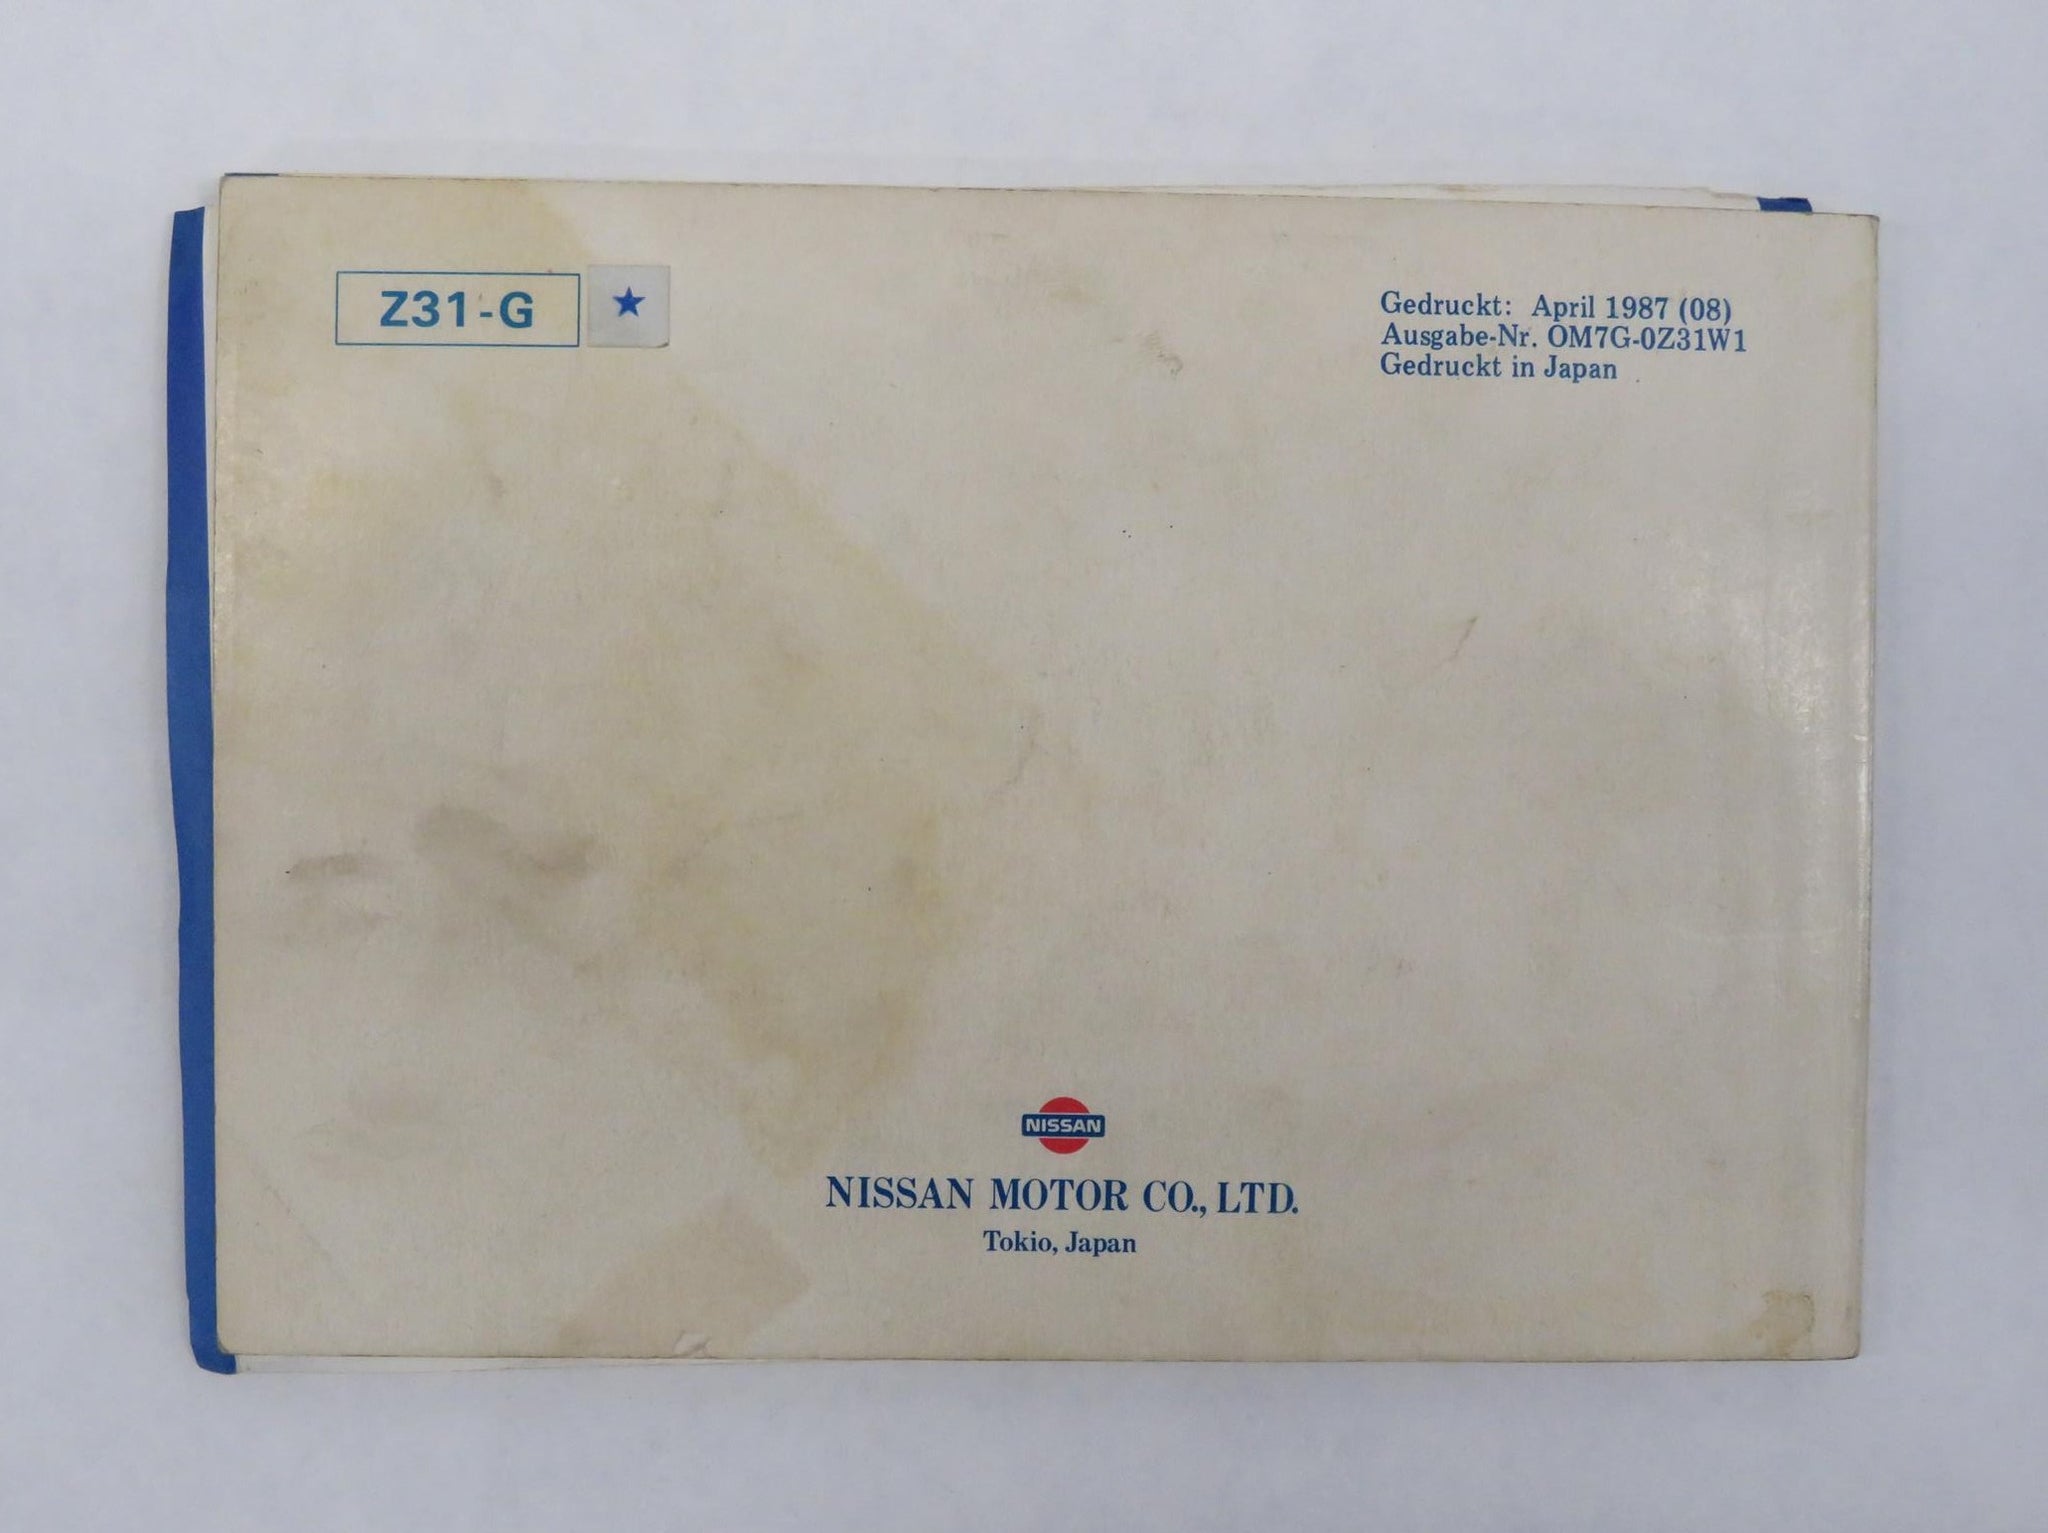 Z31-G
Gedruckt: April 1987 (08)
Ausgabe-Nr. OM7G-0Z31W1
Gedruckt in Japan
NISSAN
NISSAN MOTOR CO., LTD.
Tokio, Japan